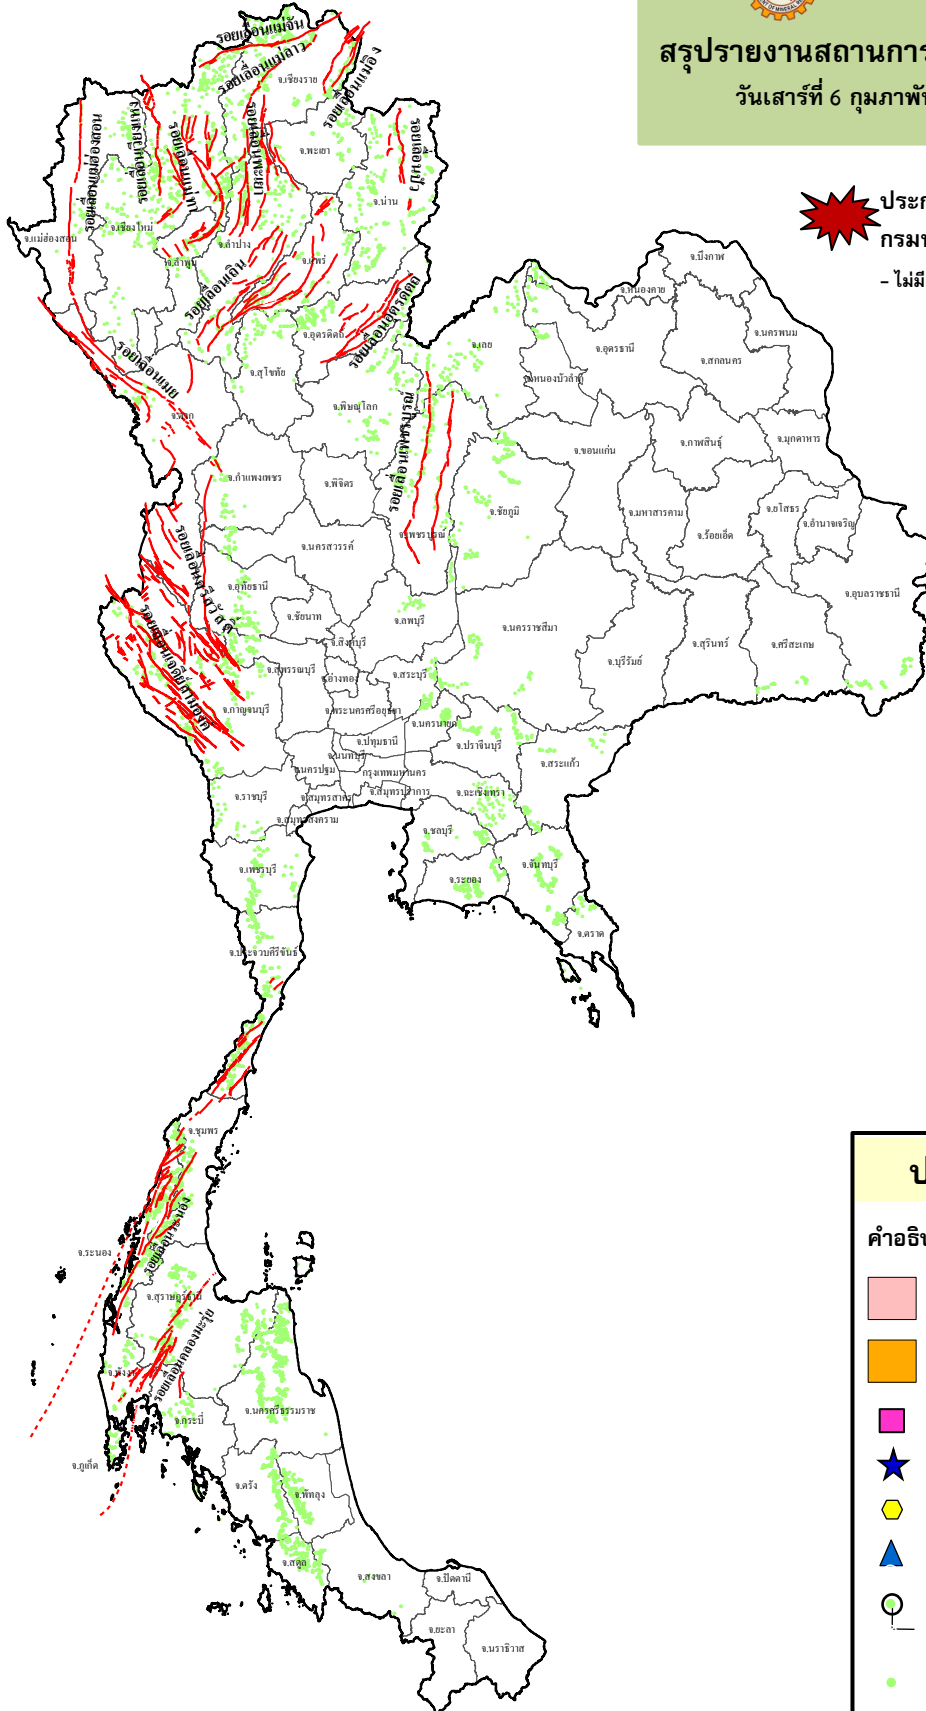 สรุปรายงานสถานการ
วันเสาร์ที่ 6 กุมภาพัน
กรมท
- ไม่มี
รอยเลื่อนแม่จัน
รอยเลื่อนแม่ลาว
รอยเลื่อนแม่อิง
จ.เชียงราย
รอยเลื่อนแม่ฮ่องสอน
รอยเลื่อนแม่ทา
รอยเลื่อนพะเยา
รอยเลื่อนปัว
จ.พะเยา
จ.น่าน
จ.แม่ฮ่องสอน
จ.เชียงใหม่
จ.ลำปาง
จ.ลำพูน
จ.แพร่
รอยเลื่อนเถิน
รอยเลื่อนอุตรดิตถ์
จ.อุตรดิตถ์
จ.บึงกาฬ
จ.หนองคาย
จ.นครพนม
จ.เลย
จ.อุดรธานี
จ.สกลนคร
รอยเลื่อนเมย
จ.สุโขทัย
จ.หนองบัวลำภู
จ.ตาก
จ.พิษณุโลก
รอยเลื่อนเพชรบูรณ์
จ.ขอนแก่น
จ.กาฬสินธุ์
จ.มุกดาหาร
จ.กำแพงเพชร
จ.พิจิตร
จ.ชัยภูมิ
จ.มหาสารคาม
จ.ยโสธร
จ.อำนาจเจริญ
จ.เพชรบูรณ์
จ.ร้อยเอ็ด
รอยเลื่อนศรีสวัสดิ์
จ.นครสวรรค์
จ.อุทัยธานี
จ.อุบลราชธานี
รอยเลื่อนเจดีย์สามองค์
จ.ชัยนาท
จ.ลพบุรี
จ.นครราชสีมา
จ.สิงห์บุรี
จ.สุรินทร์
จ.ศรีสะเกษ
จ.บุรีรัมย์
จ.สุพรรณบุรี
จ.อ่างทอง
จ.สระบุรี
จ.กาญจนบุรี
จ.พระนครศรีอยุธยา
จ.นครนายก
จ.ปทุมธานี
จ.ปราจีนบุรี
จ.นนทบุรี
จ.สระแก้ว
จ.นครปฐม
กรุงเทพมหานคร
จ.ราชบุรี
จ.สมุทรสาคร
จ.สมุทรปราการ
จ.ฉะเชิงเทรา
จ.สมุทรสงคราม
จ.ชลบุรี
จ.เพชรบุรี
จ.ระยอง
จ.จันทบุรี
จ.ตราด
จ.ประจวบคีรีขันธ์
จ.ชุมพร
ป
คำอธิบ
รอยเลื่อนระนอง
จ.ระนอง
จ.สุราษฎร์ธานี
รอยเลื่อนคลองมะรุ่ย
จ.พังงา
จ.กระบี่
จ.นครศรีธรรมราช
จ.ภูเก็ต
จ.ตรัง
จ.พัทลุง
จ.สตูล
จ.สงขลา
จ.ปัตตานี
จ.ยะลา
จ.นราธิวาส